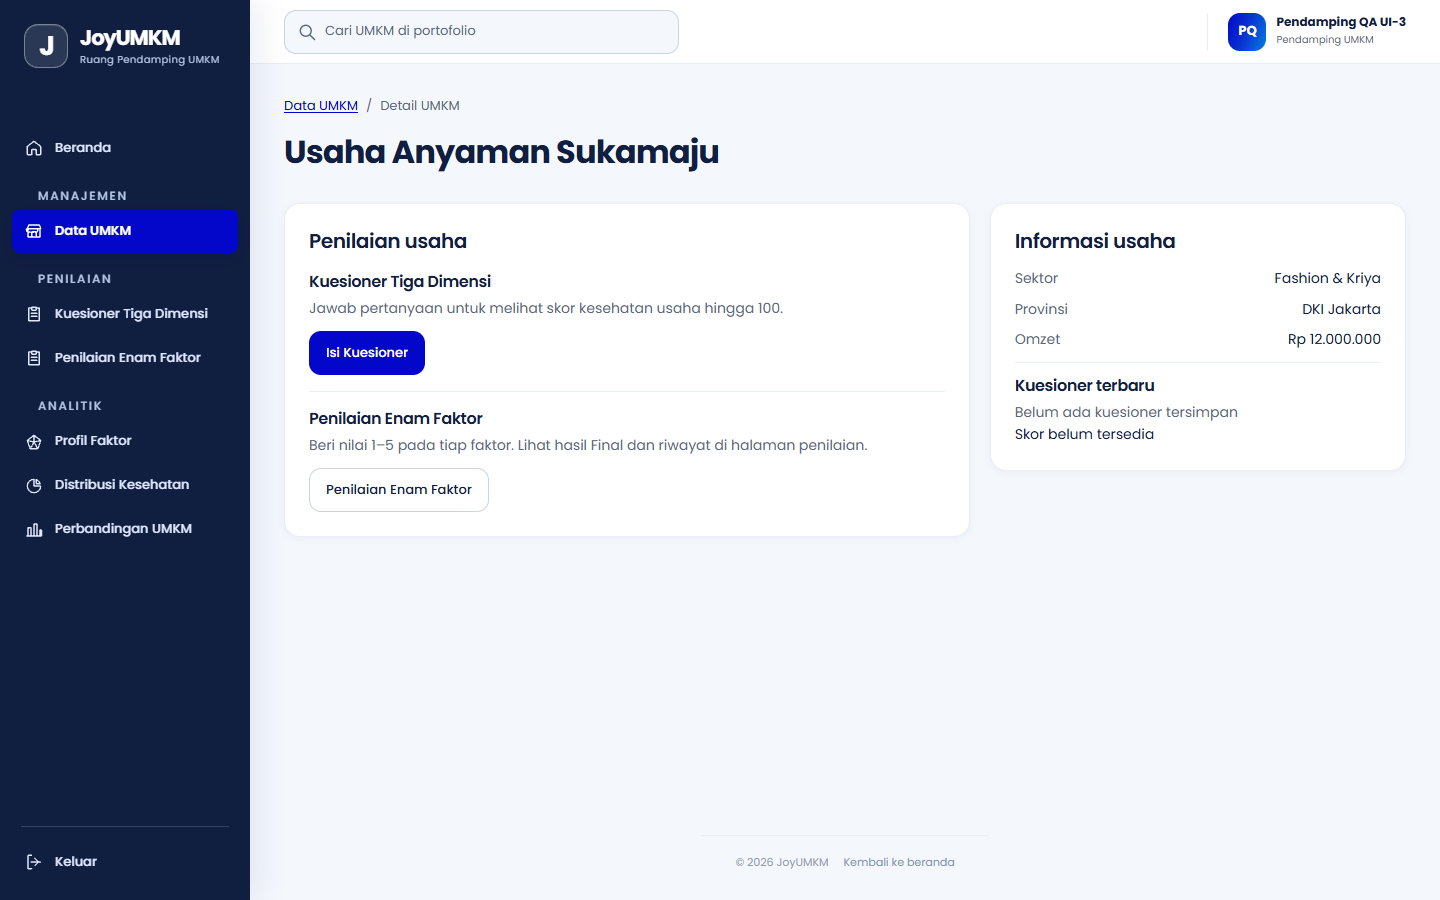 J
JoyUMKM
Ruang Pendamping UMKM
Beranda
MANAJEMEN
Data UMKM
PENILAIAN
Kuesioner Tiga Dimensi
Penilaian Enam Faktor
ANALITIK
Profil Faktor
Distribusi Kesehatan
Perbandingan UMKM
Keluar
Cari UMKM di portofolio
PQ
Pendamping QA UI-3
Pendamping UMKM
Data UMKM / Detail UMKM
Usaha Anyaman Sukamaju
Penilaian usaha
Kuesioner Tiga Dimensi
Jawab pertanyaan untuk melihat skor kesehatan usaha hingga 100.
Isi Kuesioner
Penilaian Enam Faktor
Beri nilai 1–5 pada tiap faktor. Lihat hasil Final dan riwayat di halaman penilaian.
Penilaian Enam Faktor
Informasi usaha
Sektor Fashion & Kriya
Provinsi DKI Jakarta
Omzet Rp 12.000.000
Kuesioner terbaru
Belum ada kuesioner tersimpan
Skor belum tersedia
© 2026 JoyUMKM Kembali ke beranda